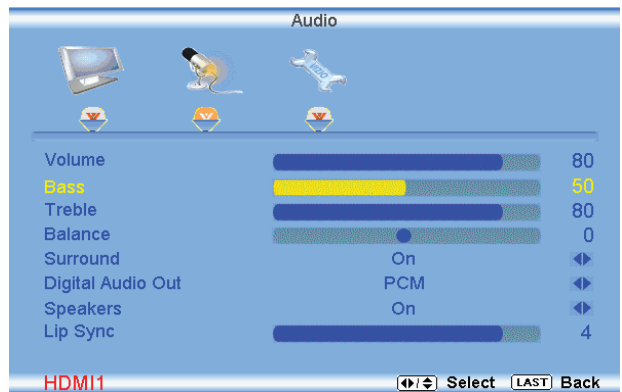 Audio
VIZIO
Volume 80
Bass 50
Treble 80
Balance 0
Surround On
Digital Audio Out PCM
Speakers On
Lip Sync 4
HDMI1 Select LAST Back